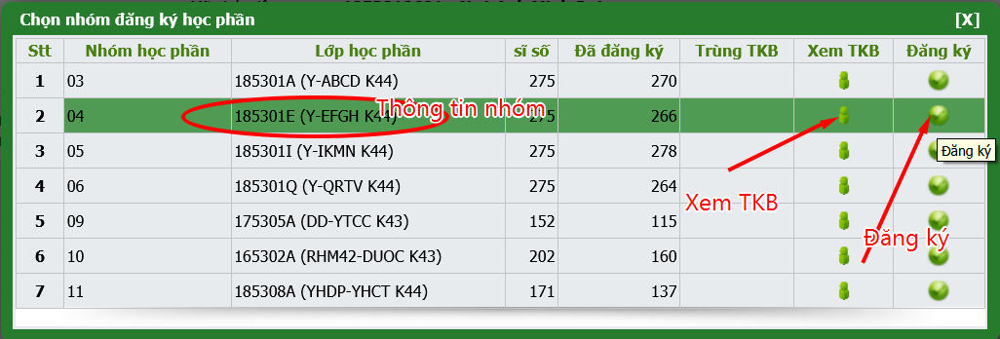 Chọn nhóm đăng ký học phần [X]
Stt Nhóm học phần Lớp học phần sĩ số Đã đăng ký Trùng TKB Xem TKB Đăng ký
1 03 185301A (Y-ABCD K44) 275 270
Thông tin nhóm
2 04 185301E (Y-EFGH K44) 275 266
3 05 185301I (Y-IKMN K44) 275 278
Đăng ký
4 06 185301Q (Y-QRTV K44) 275 264
Xem TKB
5 09 175305A (DD-YTCC K43) 152 115
Đăng ký
6 10 165302A (RHM42-DUOC K43) 202 160
7 11 185308A (YHDP-YHCT K44) 171 137